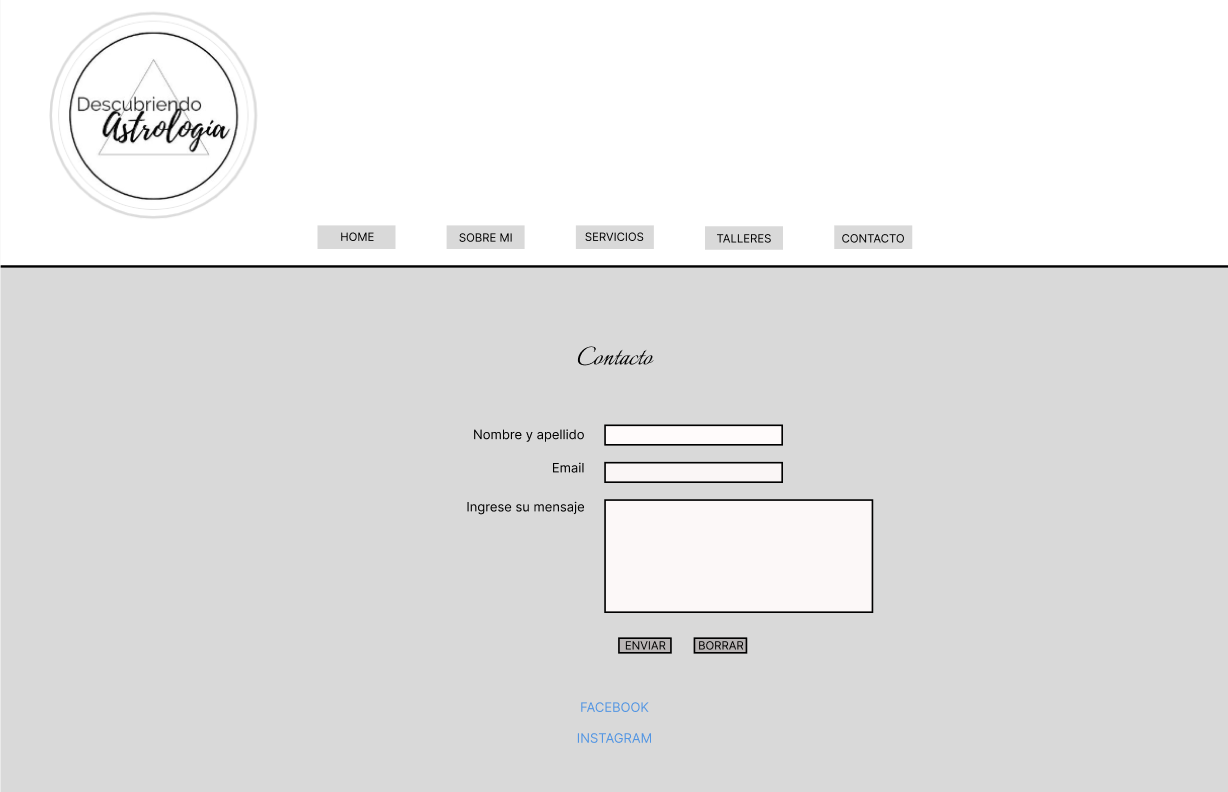 Descubriendo
Astrología
HOME
SOBRE MI
SERVICIOS
TALLERES
CONTACTO
Contacto
Nombre y apellido
Email
Ingrese su mensaje
ENVIAR
BORRAR
FACEBOOK
INSTAGRAM